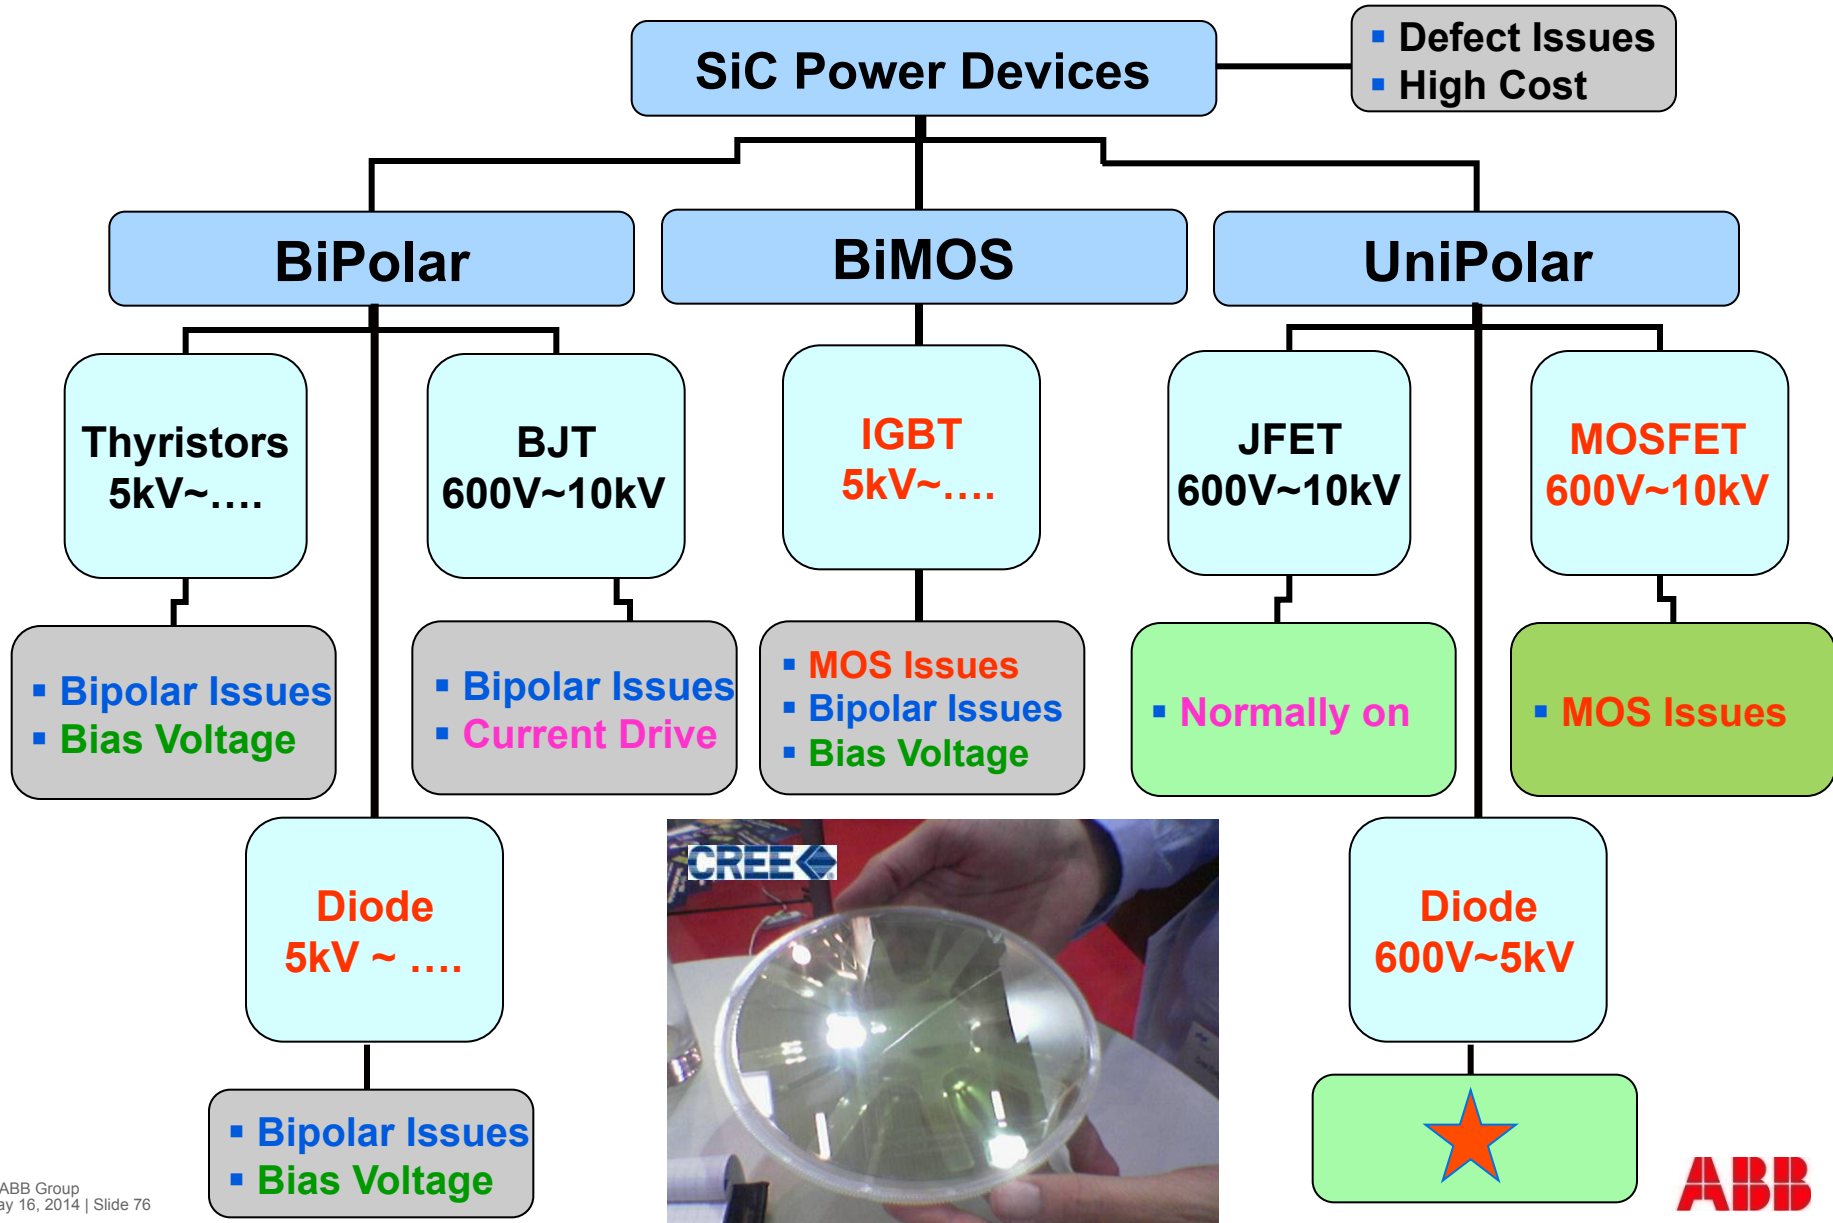 SiC Power Devices
▪ Defect Issues
▪ High Cost
BiPolar
BiMOS
UniPolar
Thyristors
5kV~….
BJT
600V~10kV
IGBT
5kV~….
JFET
600V~10kV
MOSFET
600V~10kV
▪ Bipolar Issues
▪ Bias Voltage
▪ Bipolar Issues
▪ Current Drive
▪ MOS Issues
▪ Bipolar Issues
▪ Bias Voltage
▪ Normally on
▪ MOS Issues
Diode
5kV ~ ….
CREE
Diode
600V~5kV
▪ Bipolar Issues
▪ Bias Voltage
ABB Group
ay 16, 2014 | Slide 76
ABB